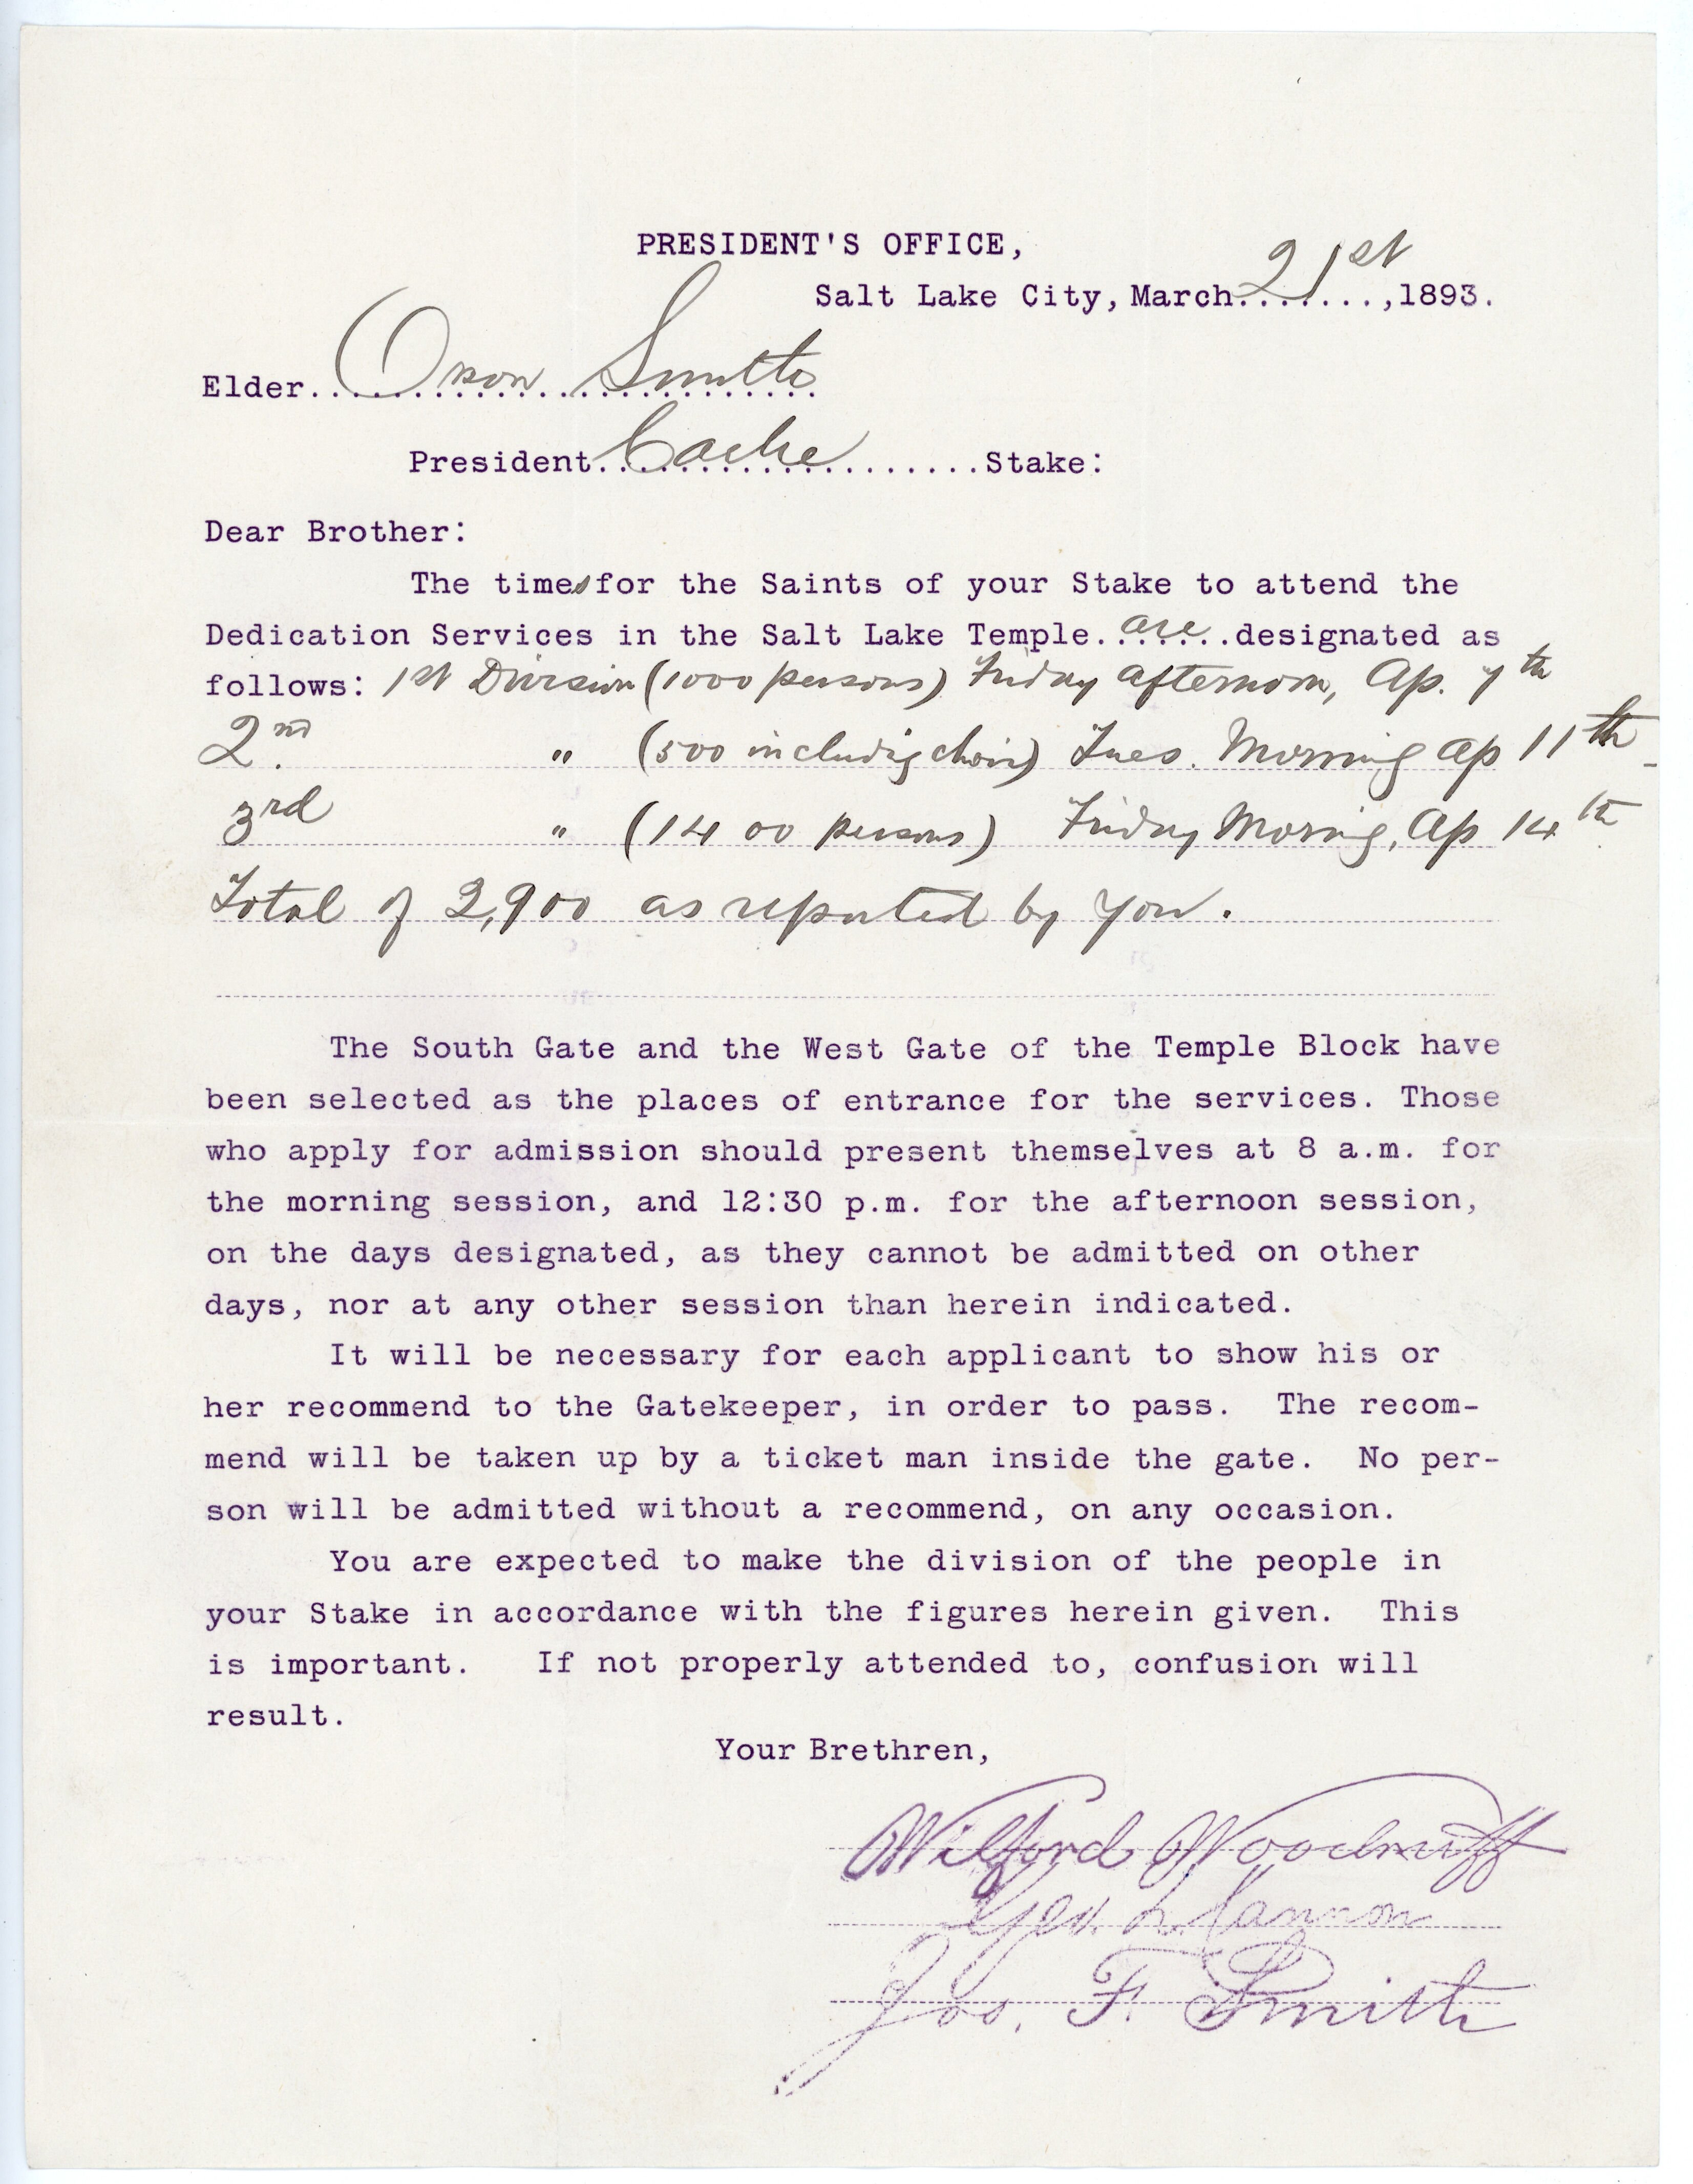 PRESIDENT'S OFFICE,
Salt Lake City, March 21st, 1893.
Elder Orson Smith
President Cache Stake:
Dear Brother:
The times for the Saints of your Stake to attend the
Dedication Services in the Salt Lake Temple are designated as
follows: 1st Division (1000 persons) Friday afternoon, Ap. 7th
2nd. " (500 including choir) Tues. Morning Ap 11th
3rd " (1400 persons) Friday Morning, Ap 14th
Total of 2,900 as reported by you.
The South Gate and the West Gate of the Temple Block have
been selected as the places of entrance for the services. Those
who apply for admission should present themselves at 8 a.m. for
the morning session, and 12:30 p.m. for the afternoon session,
on the days designated, as they cannot be admitted on other
days, nor at any other session than herein indicated.
It will be necessary for each applicant to show his or
her recommend to the Gatekeeper, in order to pass. The recom-
mend will be taken up by a ticket man inside the gate. No per-
son will be admitted without a recommend, on any occasion.
You are expected to make the division of the people in
your Stake in accordance with the figures herein given. This
is important. If not properly attended to, confusion will
result.
Your Brethren,
Wilford Woodruff
Geo. Q. Cannon
Jos. F. Smith